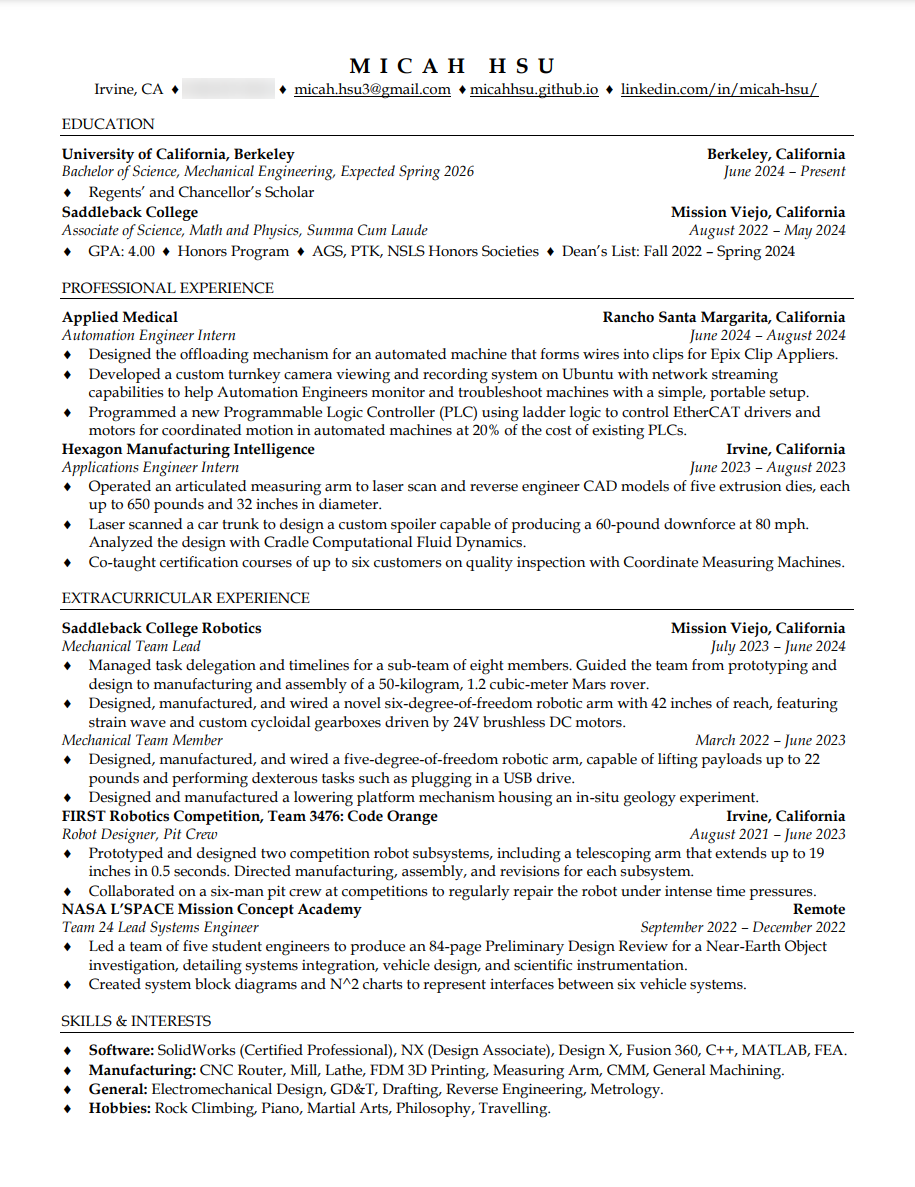 MICAH HSU
Irvine, CA ♦ ♦ micah.hsu3@gmail.com ♦ micahhsu.github.io ♦ linkedin.com/in/micah-hsu/
EDUCATION
University of California, Berkeley Berkeley, California
Bachelor of Science, Mechanical Engineering, Expected Spring 2026 June 2024 – Present
♦ Regents’ and Chancellor’s Scholar
Saddleback College Mission Viejo, California
Associate of Science, Math and Physics, Summa Cum Laude August 2022 – May 2024
♦ GPA: 4.00 ♦ Honors Program ♦ AGS, PTK, NSLS Honors Societies ♦ Dean’s List: Fall 2022 – Spring 2024
PROFESSIONAL EXPERIENCE
Applied Medical Rancho Santa Margarita, California
Automation Engineer Intern June 2024 – August 2024
♦ Designed the offloading mechanism for an automated machine that forms wires into clips for Epix Clip Appliers.
♦ Developed a custom turnkey camera viewing and recording system on Ubuntu with network streaming
capabilities to help Automation Engineers monitor and troubleshoot machines with a simple, portable setup.
♦ Programmed a new Programmable Logic Controller (PLC) using ladder logic to control EtherCAT drivers and
motors for coordinated motion in automated machines at 20% of the cost of existing PLCs.
Hexagon Manufacturing Intelligence Irvine, California
Applications Engineer Intern June 2023 – August 2023
♦ Operated an articulated measuring arm to laser scan and reverse engineer CAD models of five extrusion dies, each
up to 650 pounds and 32 inches in diameter.
♦ Laser scanned a car trunk to design a custom spoiler capable of producing a 60-pound downforce at 80 mph.
Analyzed the design with Cradle Computational Fluid Dynamics.
♦ Co-taught certification courses of up to six customers on quality inspection with Coordinate Measuring Machines.
EXTRACURRICULAR EXPERIENCE
Saddleback College Robotics Mission Viejo, California
Mechanical Team Lead July 2023 – June 2024
♦ Managed task delegation and timelines for a sub-team of eight members. Guided the team from prototyping and
design to manufacturing and assembly of a 50-kilogram, 1.2 cubic-meter Mars rover.
♦ Designed, manufactured, and wired a novel six-degree-of-freedom robotic arm with 42 inches of reach, featuring
strain wave and custom cycloidal gearboxes driven by 24V brushless DC motors.
Mechanical Team Member March 2022 – June 2023
♦ Designed, manufactured, and wired a five-degree-of-freedom robotic arm, capable of lifting payloads up to 22
pounds and performing dexterous tasks such as plugging in a USB drive.
♦ Designed and manufactured a lowering platform mechanism housing an in-situ geology experiment.
FIRST Robotics Competition, Team 3476: Code Orange Irvine, California
Robot Designer, Pit Crew August 2021 – June 2023
♦ Prototyped and designed two competition robot subsystems, including a telescoping arm that extends up to 19
inches in 0.5 seconds. Directed manufacturing, assembly, and revisions for each subsystem.
♦ Collaborated on a six-man pit crew at competitions to regularly repair the robot under intense time pressures.
NASA L’SPACE Mission Concept Academy Remote
Team 24 Lead Systems Engineer September 2022 – December 2022
♦ Led a team of five student engineers to produce an 84-page Preliminary Design Review for a Near-Earth Object
investigation, detailing systems integration, vehicle design, and scientific instrumentation.
♦ Created system block diagrams and N^2 charts to represent interfaces between six vehicle systems.
SKILLS & INTERESTS
♦ Software: SolidWorks (Certified Professional), NX (Design Associate), Design X, Fusion 360, C++, MATLAB, FEA.
♦ Manufacturing: CNC Router, Mill, Lathe, FDM 3D Printing, Measuring Arm, CMM, General Machining.
♦ General: Electromechanical Design, GD&T, Drafting, Reverse Engineering, Metrology.
♦ Hobbies: Rock Climbing, Piano, Martial Arts, Philosophy, Travelling.